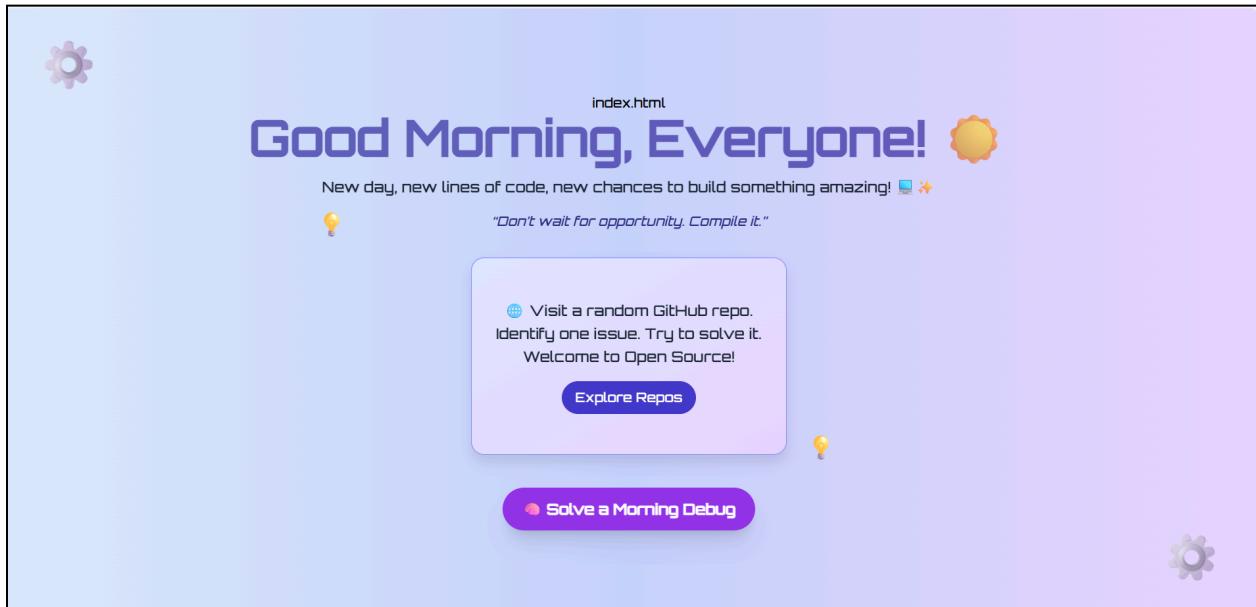 index.html
Good Morning, Everyone!
New day, new lines of code, new chances to build something amazing!
"Don't wait for opportunity. Compile it."
Visit a random GitHub repo.
Identify one issue. Try to solve it.
Welcome to Open Source!
Explore Repos
Solve a Morning Debug